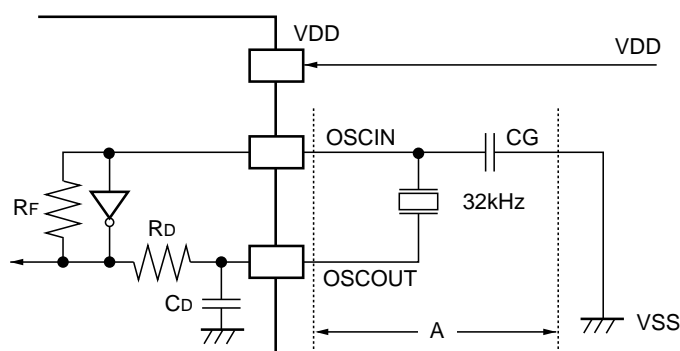 VDD
VDD
OSCIN
CG
RF
32kHz
RD
OSCOUT
CD
A
VSS